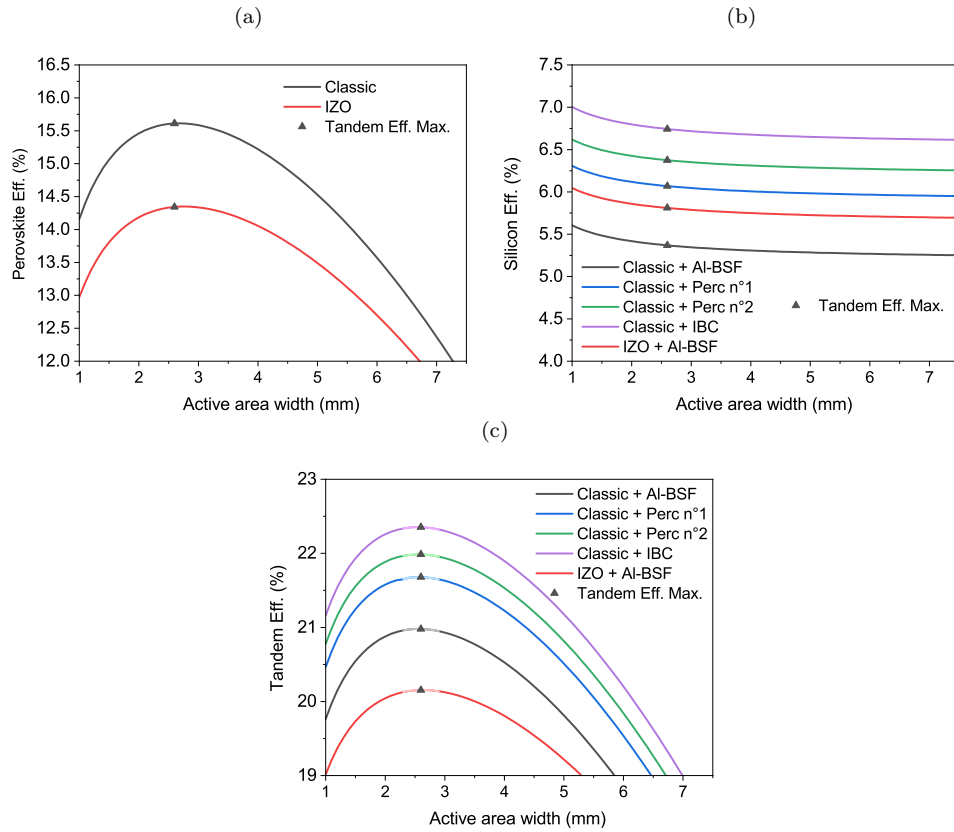 (a)
16.5
16.0
15.5
15.0
14.5
14.0
13.5
13.0
12.5
12.0
Perovskite Eff. (%)
Classic
IZO
Tandem Eff. Max.
1 2 3 4 5 6 7
Active area width (mm)
(b)
7.5
7.0
6.5
6.0
5.5
5.0
4.5
4.0
Silicon Eff. (%)
Classic + Al-BSF
Classic + Perc n°1
Classic + Perc n°2
Classic + IBC
IZO + Al-BSF
Tandem Eff. Max.
1 2 3 4 5 6 7
Active area width (mm)
(c)
23
22
21
20
19
Tandem Eff. (%)
Classic + Al-BSF
Classic + Perc n°1
Classic + Perc n°2
Classic + IBC
IZO + Al-BSF
Tandem Eff. Max.
1 2 3 4 5 6 7
Active area width (mm)